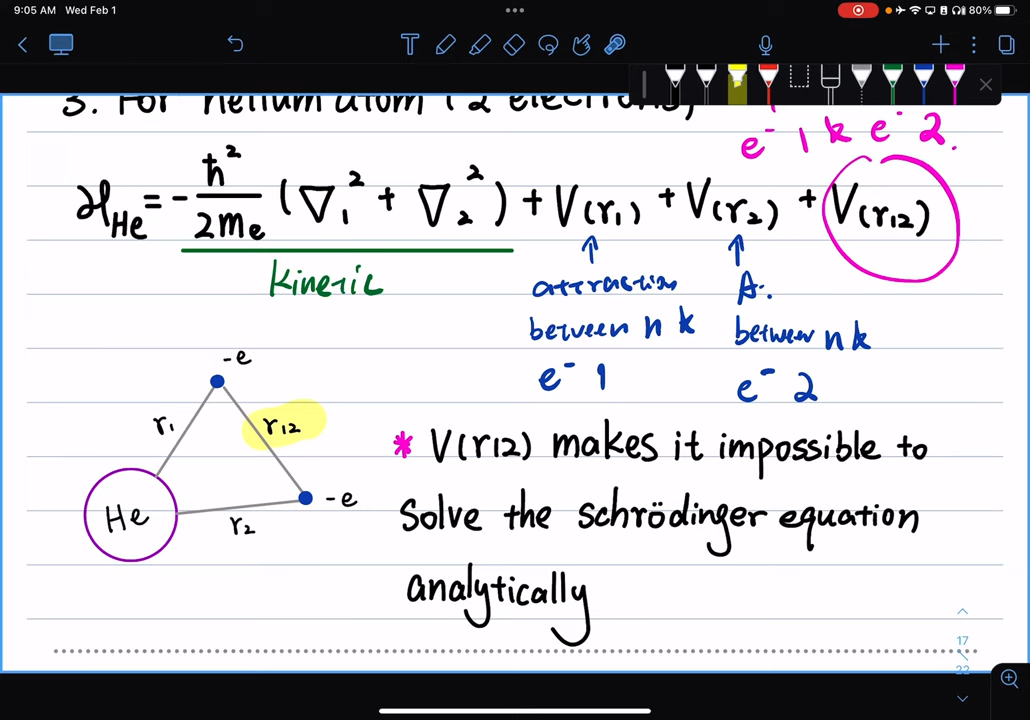 9:05 AM Wed Feb 1
80%
3. For helium atom (2 electrons)
e⁻ 1 & e⁻ 2.
ℋHe = - ħ²/2me (∇₁² + ∇₂²) + V(r₁) + V(r₂) + V(r₁₂)
kinetic
attraction
between n &
e⁻ 1
A.
between n &
e⁻ 2
-e
r₁
r₁₂
He
r₂
-e
* V(r12) makes it impossible to
solve the schrödinger equation
analytically
17
22